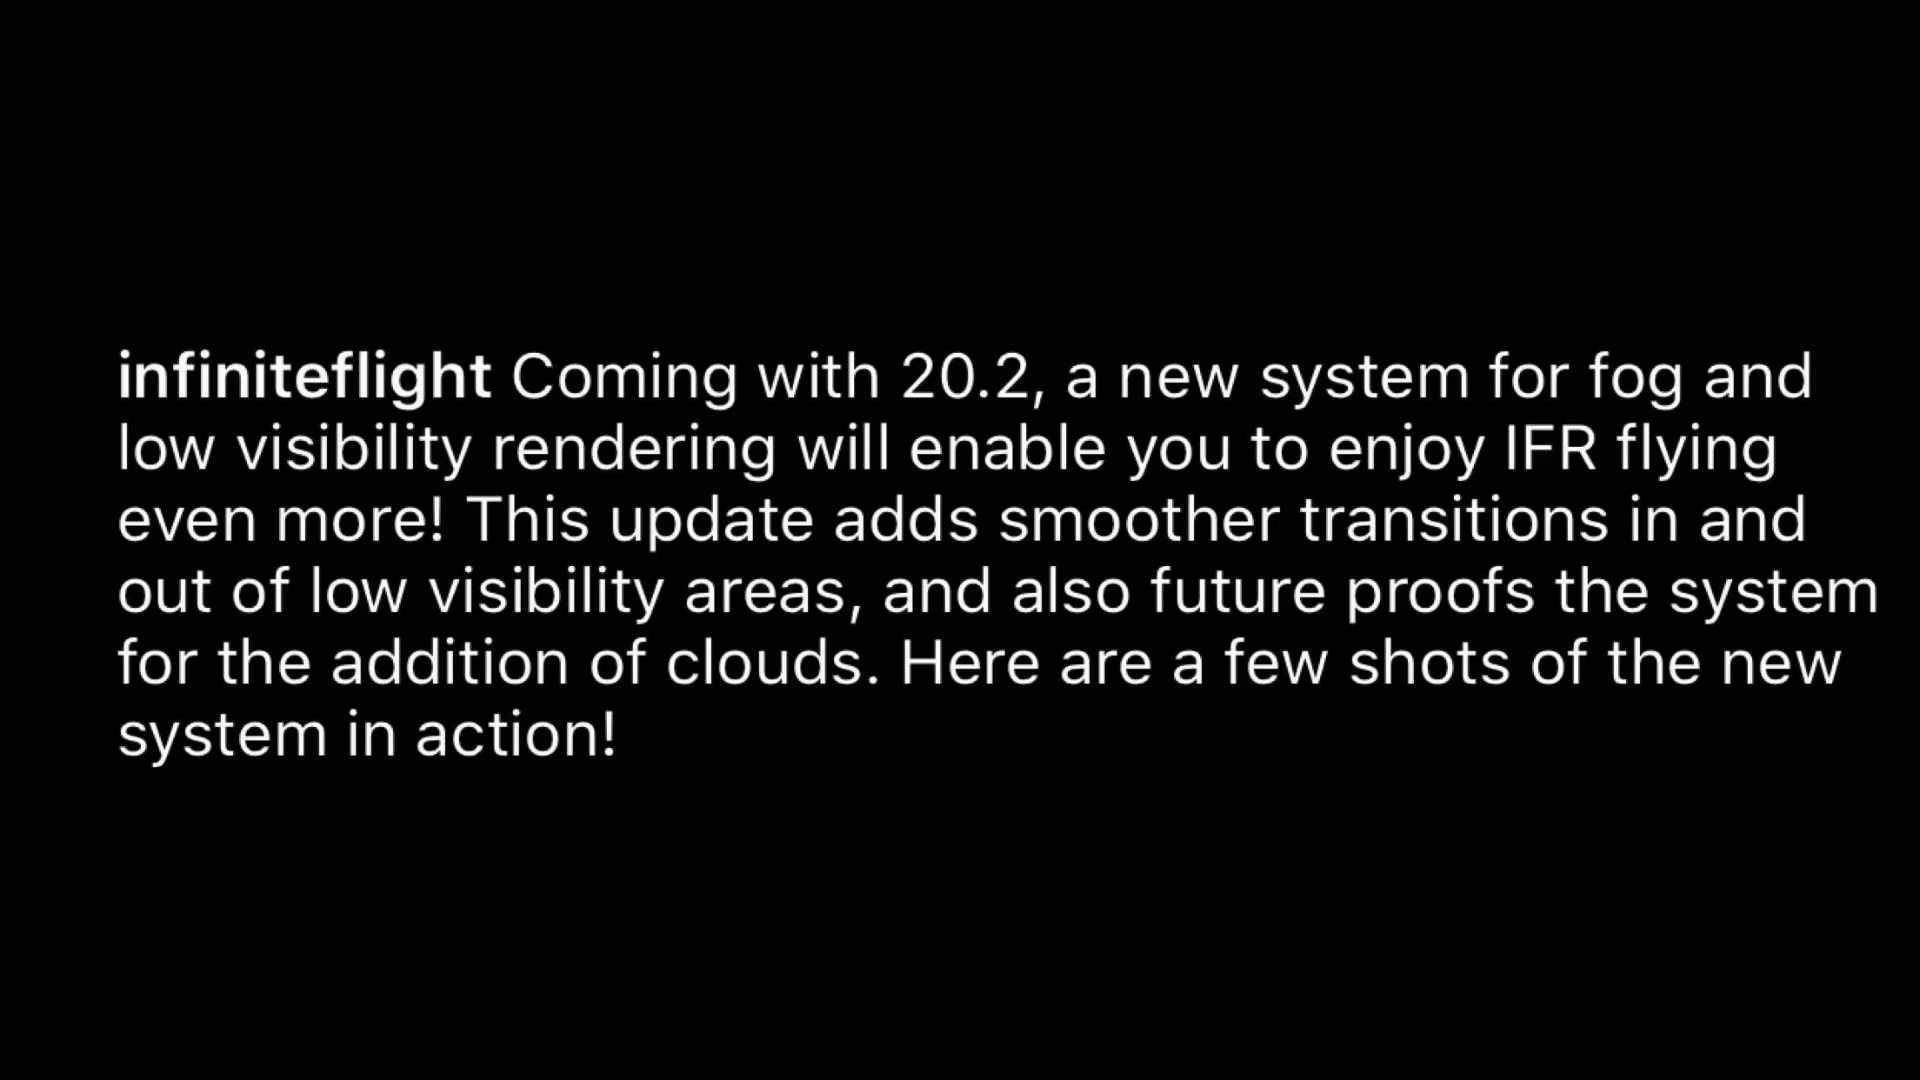 infiniteflight Coming with 20.2, a new system for fog and
low visibility rendering will enable you to enjoy IFR flying
even more! This update adds smoother transitions in and
out of low visibility areas, and also future proofs the system
for the addition of clouds. Here are a few shots of the new
system in action!